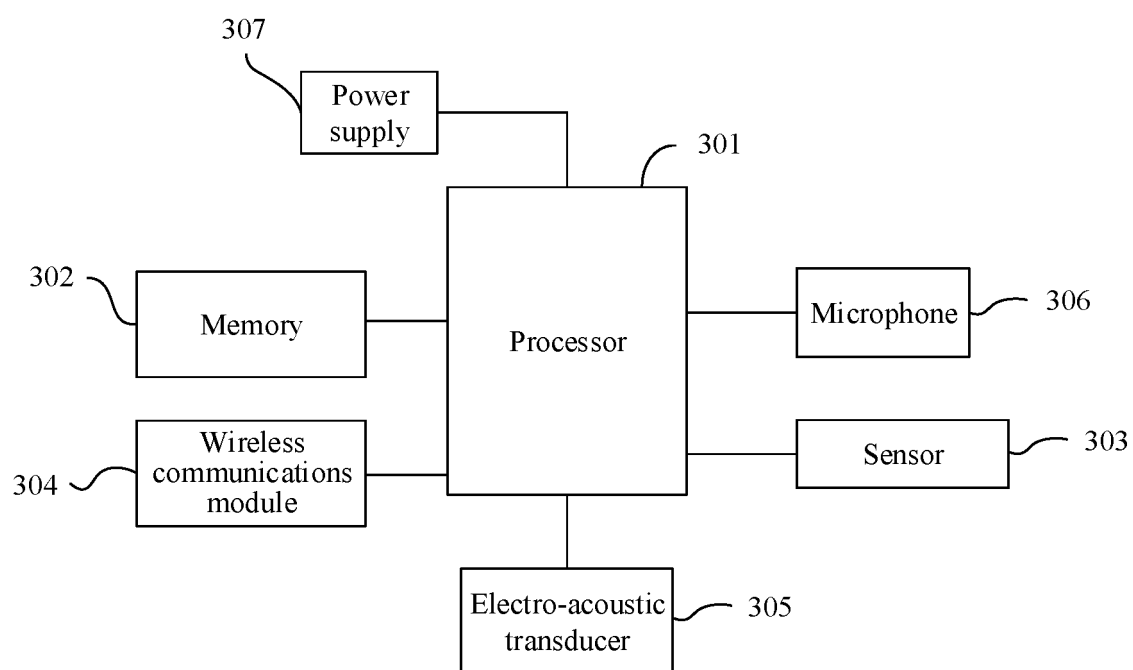 307
Power
supply
301
302
Memory
Processor
Microphone
306
304
Wireless
communications
module
Sensor
303
Electro-acoustic
transducer
305